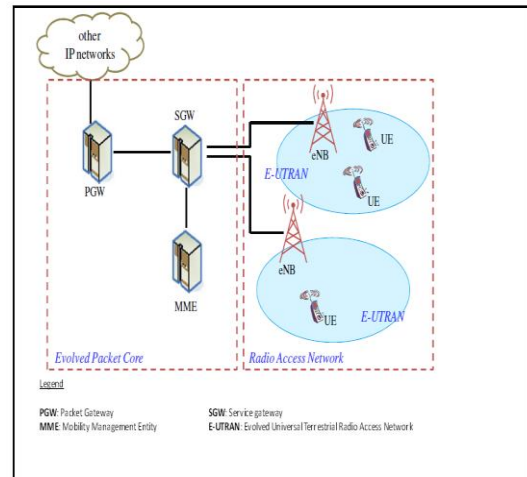 other
IP networks
SGW
PGW
MME
eNB
E-UTRAN
UE
UE
eNB
UE
E-UTRAN
Evolved Packet Core
Radio Access Network
Legend
PGW: Packet Gateway
SGW: Service gateway
MME: Mobility Management Entity
E-UTRAN: Evolved Universal Terrestrial Radio Access Network